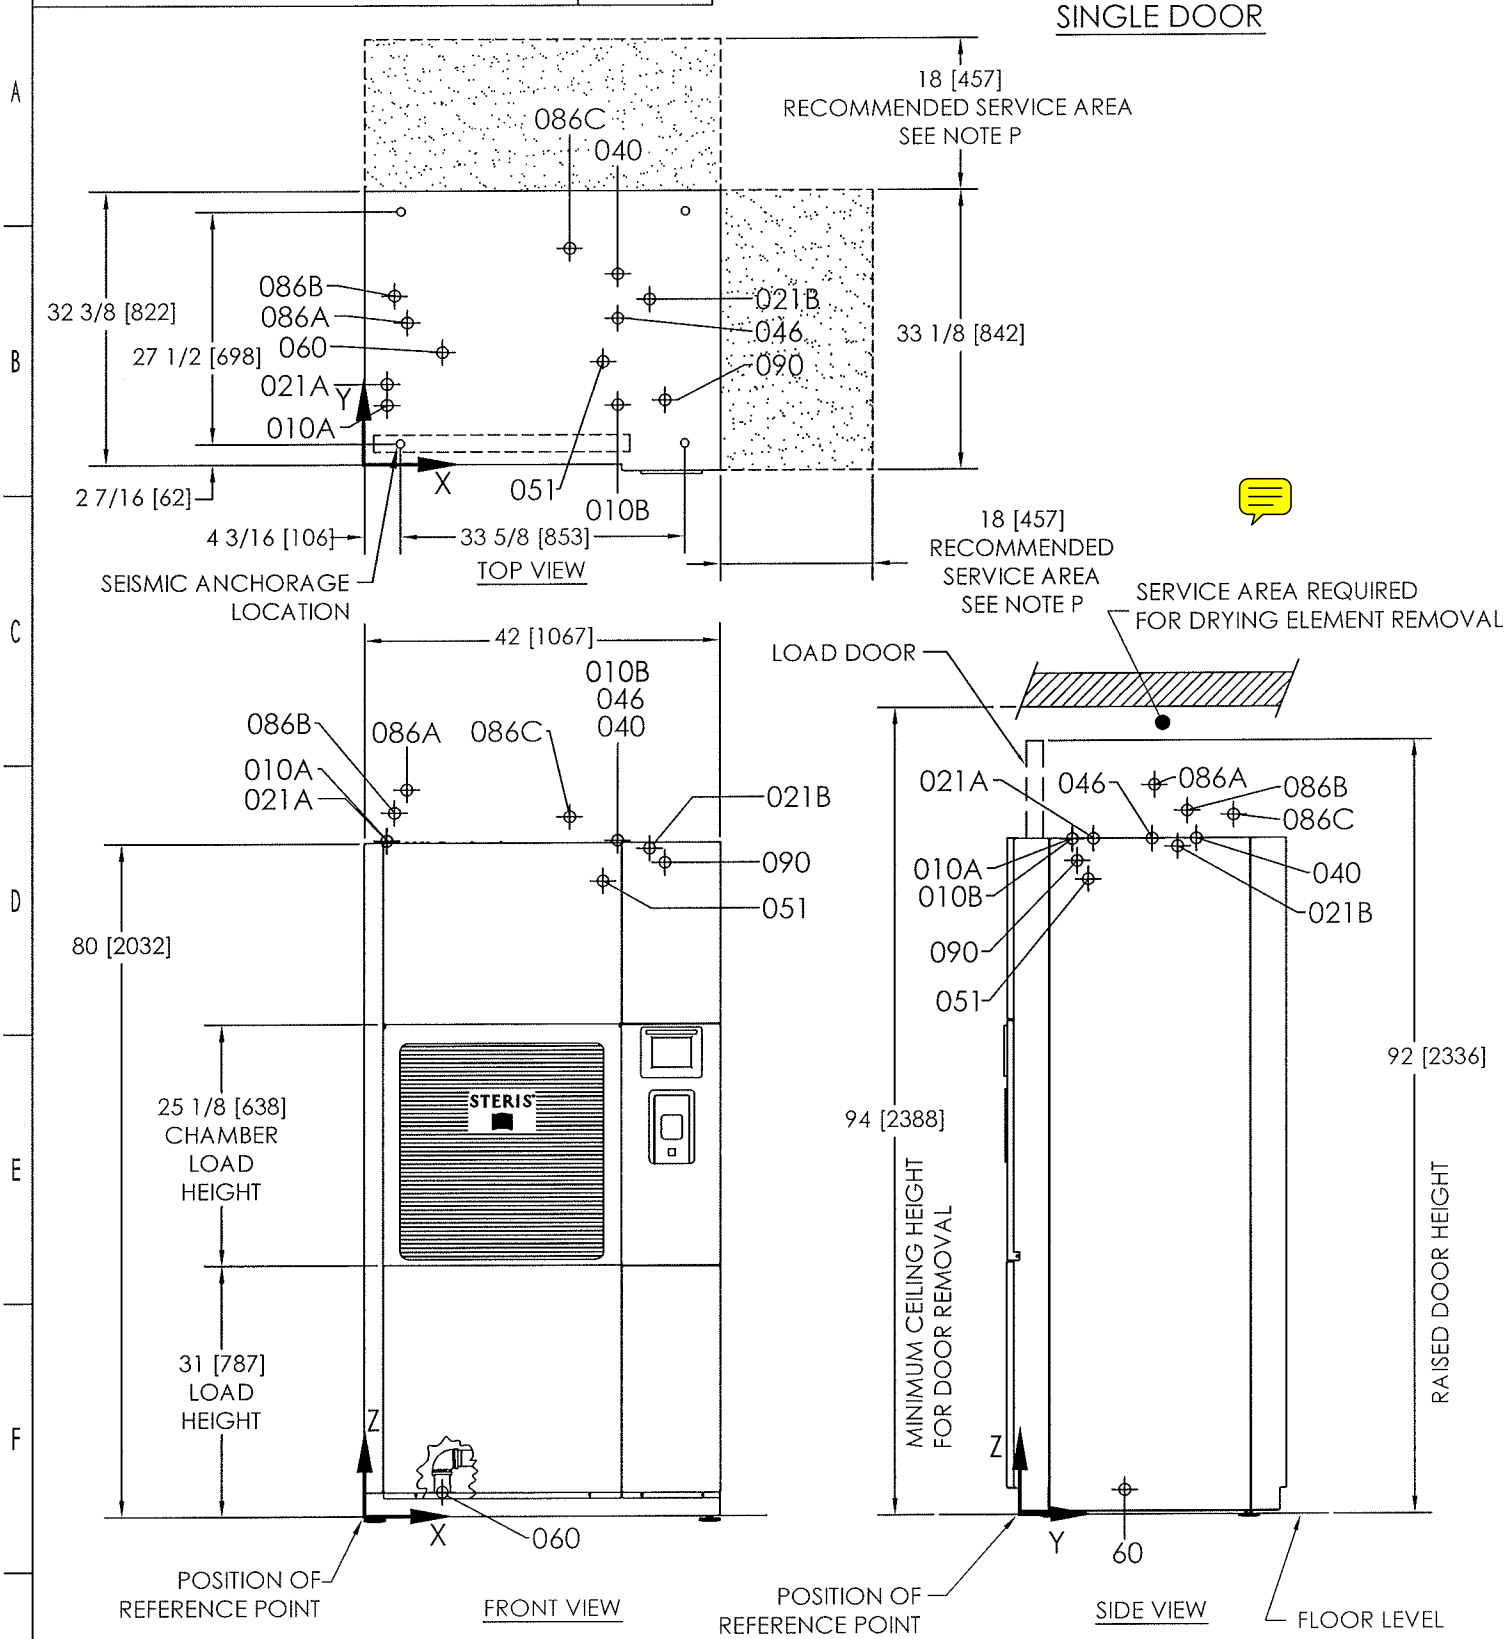 SINGLE DOOR
A
18 [457]
RECOMMENDED SERVICE AREA
SEE NOTE P
086C
040
B
32 3/8 [822]
27 1/2 [698]
086B
086A
060
021A
010A
Y
X
021B
046
090
33 1/8 [842]
051
010B
2 7/16 [62]
4 3/16 [106]
33 5/8 [853]
TOP VIEW
SEISMIC ANCHORAGE
LOCATION
18 [457]
RECOMMENDED
SERVICE AREA
SEE NOTE P
SERVICE AREA REQUIRED
FOR DRYING ELEMENT REMOVAL
C
42 [1067]
LOAD DOOR
010B
046
040
086B
086A
086C
010A
021A
021B
090
051
D
80 [2032]
25 1/8 [638]
CHAMBER
LOAD
HEIGHT
E
STERIS
31 [787]
LOAD
HEIGHT
F
Z
X
060
POSITION OF
REFERENCE POINT
FRONT VIEW
021A
046
086A
086B
086C
010A
010B
040
021B
090
051
94 [2388]
MINIMUM CEILING HEIGHT
FOR DOOR REMOVAL
92 [2336]
RAISED DOOR HEIGHT
Z
Y
60
POSITION OF
REFERENCE POINT
SIDE VIEW
FLOOR LEVEL